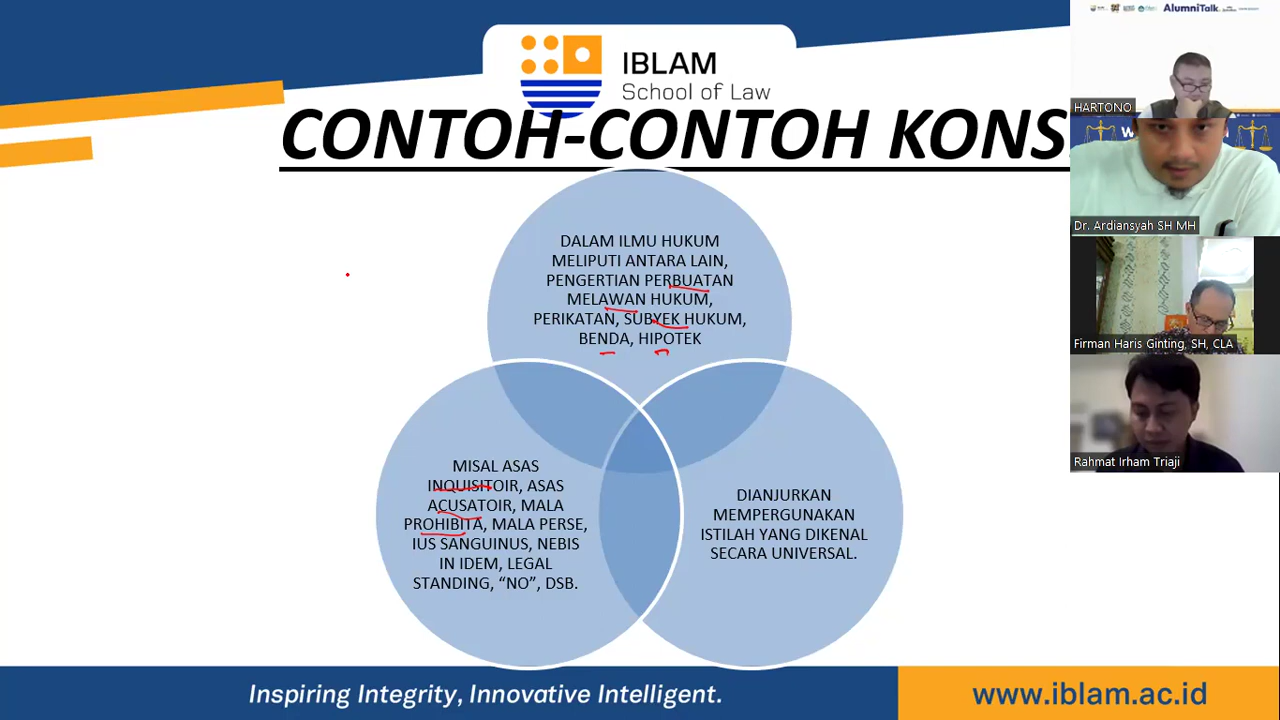 IBLAM
School of Law
CONTOH-CONTOH KONS
DALAM ILMU HUKUM
MELIPUTI ANTARA LAIN,
PENGERTIAN PERBUATAN
MELAWAN HUKUM,
PERIKATAN, SUBYEK HUKUM,
BENDA, HIPOTEK
MISAL ASAS
INQUISITOIR, ASAS
ACUSATOIR, MALA
PROHIBITA, MALA PERSE,
IUS SANGUINUS, NEBIS
IN IDEM, LEGAL
STANDING, “NO”, DSB.
DIANJURKAN
MEMPERGUNAKAN
ISTILAH YANG DIKENAL
SECARA UNIVERSAL.
AlumniTalk
HARTONO
Dr. Ardiansyah SH MH
Firman Haris Ginting, SH, CLA
Rahmat Irham Triaji
Inspiring Integrity, Innovative Intelligent.
www.iblam.ac.id